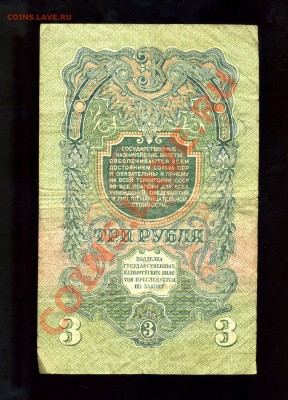 COINS.LAVE.RU
3
ГОСУДАРСТВЕННЫЕ
КАЗНАЧЕЙСКИЕ БИЛЕТЫ
ОБЕСПЕЧИВАЮТСЯ ВСЕМ
ДОСТОЯНИЕМ СОЮЗА ССР
И ОБЯЗАТЕЛЬНЫ К ПРИЕМУ
НА ВСЕЙ ТЕРРИТОРИИ СССР
ВО ВСЕ ПЛАТЕЖИ ДЛЯ ВСЕХ
УЧРЕЖДЕНИЙ, ПРЕДПРИЯТИЙ
И ЛИЦ ПО НАРИЦАТЕЛЬНОЙ
СТОИМОСТИ.
ТРИ РУБЛЯ
ПОДДЕЛКА
ГОСУДАРСТВЕННЫХ
КАЗНАЧЕЙСКИХ БИЛЕ
ТОВ ПРЕСЛЕДУЕТСЯ
ПО ЗАКОНУ
3 3 3